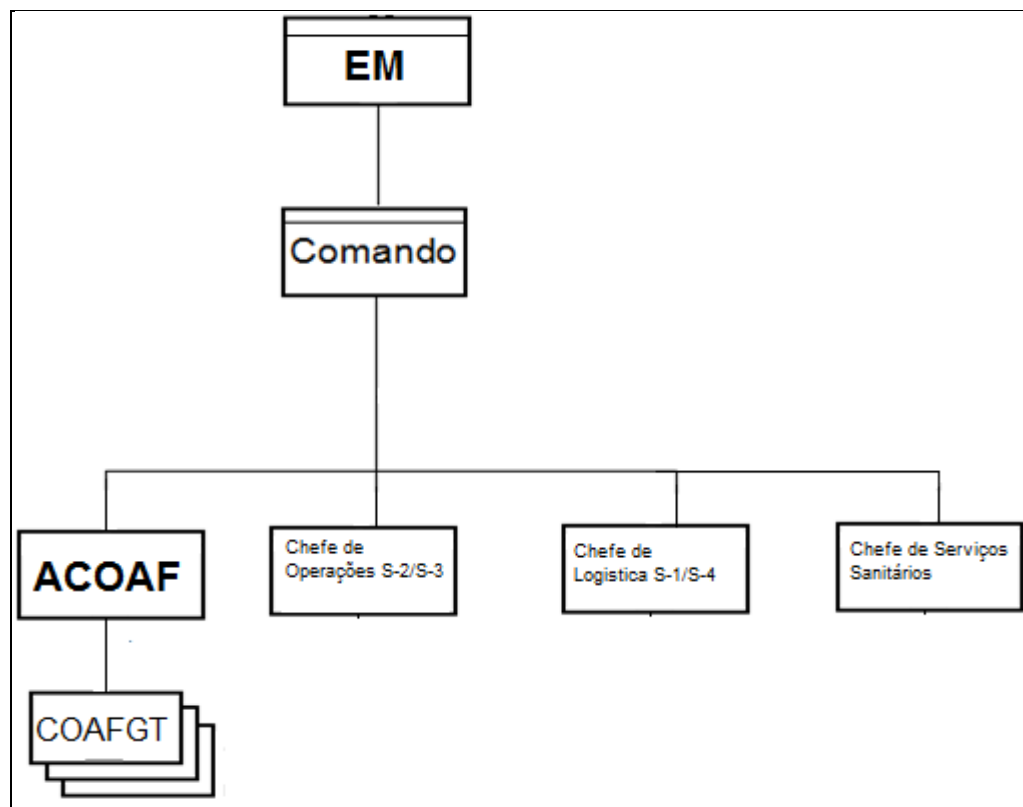 EM
Comando
ACOAF
Chefe de
Operações S-2/S-3
Chefe de
Logistica S-1/S-4
Chefe de Serviços
Sanitários
COAFGT